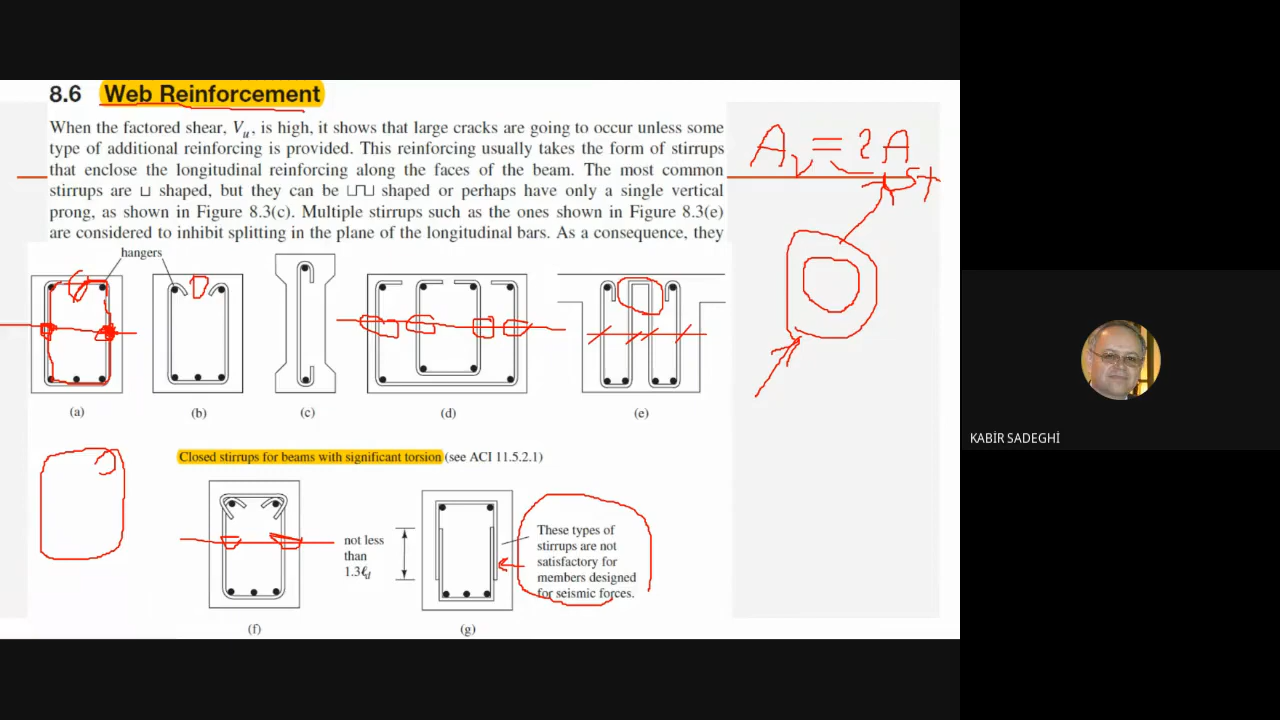 8.6 Web Reinforcement
When the factored shear, Vu, is high, it shows that large cracks are going to occur unless some
type of additional reinforcing is provided. This reinforcing usually takes the form of stirrups
that enclose the longitudinal reinforcing along the faces of the beam. The most common
stirrups are ⊔ shaped, but they can be shaped or perhaps have only a single vertical
prong, as shown in Figure 8.3(c). Multiple stirrups such as the ones shown in Figure 8.3(e)
are considered to inhibit splitting in the plane of the longitudinal bars. As a consequence, they
Av = 2Ast
hangers
(a) (b) (c) (d) (e)
Closed stirrups for beams with significant torsion (see ACI 11.5.2.1)
not less
than
1.3ℓd
These types of
stirrups are not
satisfactory for
members designed
for seismic forces.
(f) (g)
KABİR SADEGHİ